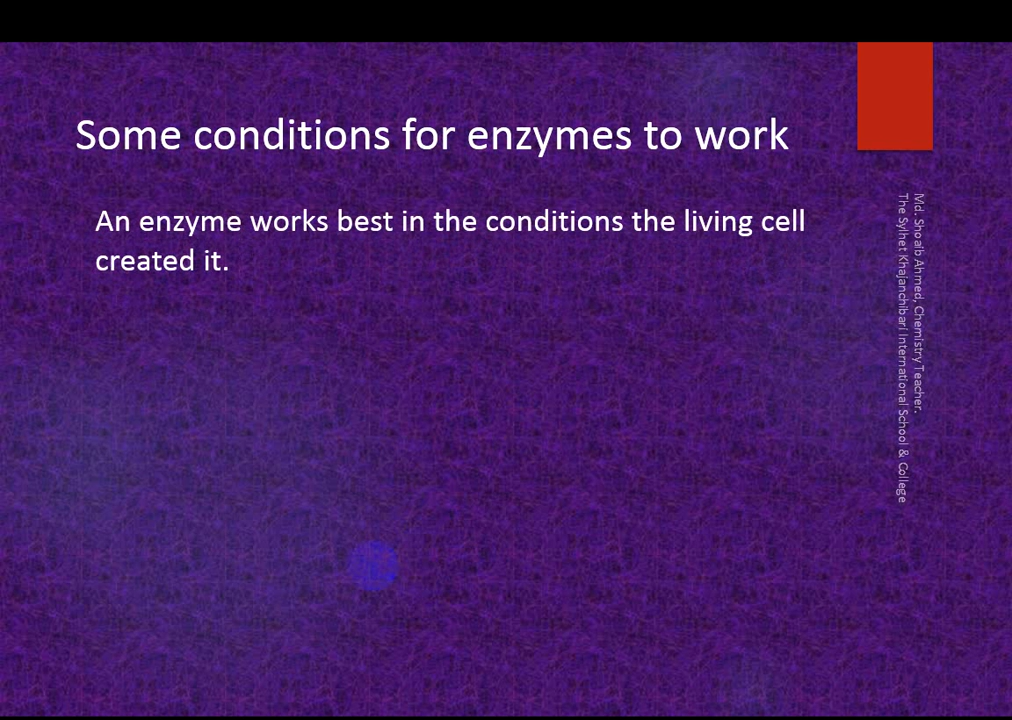 Some conditions for enzymes to work
An enzyme works best in the conditions the living cell
created it.
Md. Shoaib Ahmed, Chemistry Teacher.
The Sylhet Khajanchibari International School & College